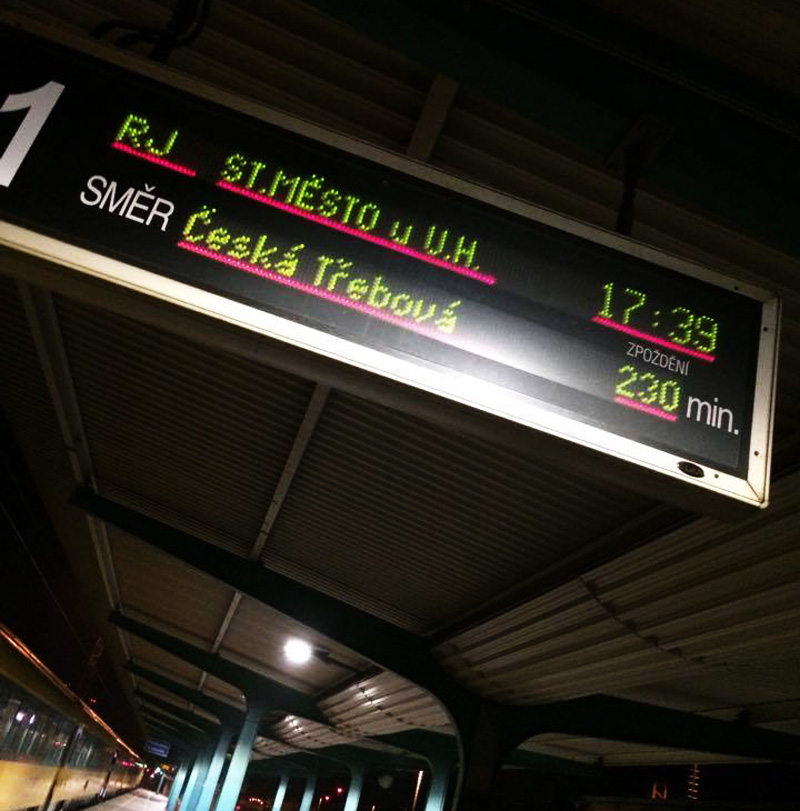 1
RJ ST.MĚSTO u U.H.
SMĚR Česká Třebová 17:39
ZPOŽDĚNÍ
230 min.